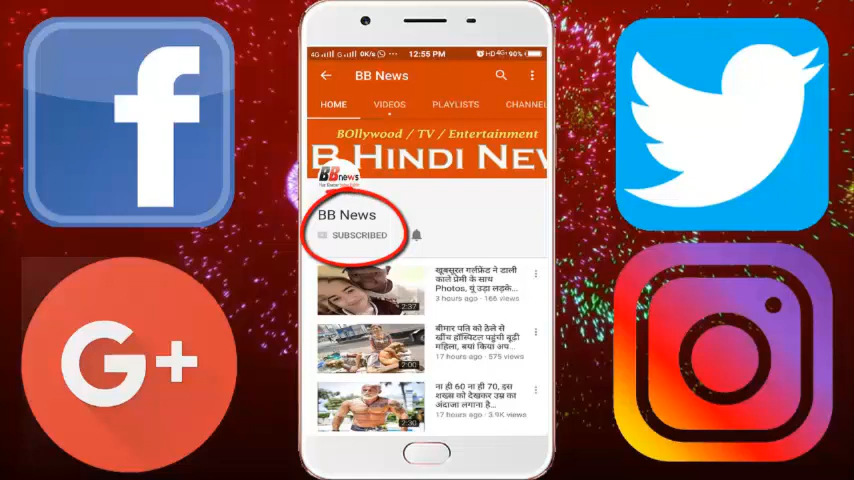 4G
G
0K/s
HD 4G+ 90%
12:55 PM
BB News
HOME
VIDEOS
PLAYLISTS
CHANNEL
BOllywood / TV / Entertainment
B HINDI NEW
BBnews
BB News
SUBSCRIBED
खूबसूरत गर्लफ्रेंड ने डाली
काले प्रेमी के साथ
Photos, यूं उड़ा लड़के...
3 hours ago · 166 views
2:37
बीमार पति को ठेले से
खींच हॉस्पिटल पहुंची बूढ़ी
महिला, बयां किया अप...
17 hours ago · 575 views
2:00
ना ही 60 ना ही 70, इस
शख्स को देखकर उम्र का
अंदाजा लगाना है...
17 hours ago · 3.9K views
2:30
f
G+